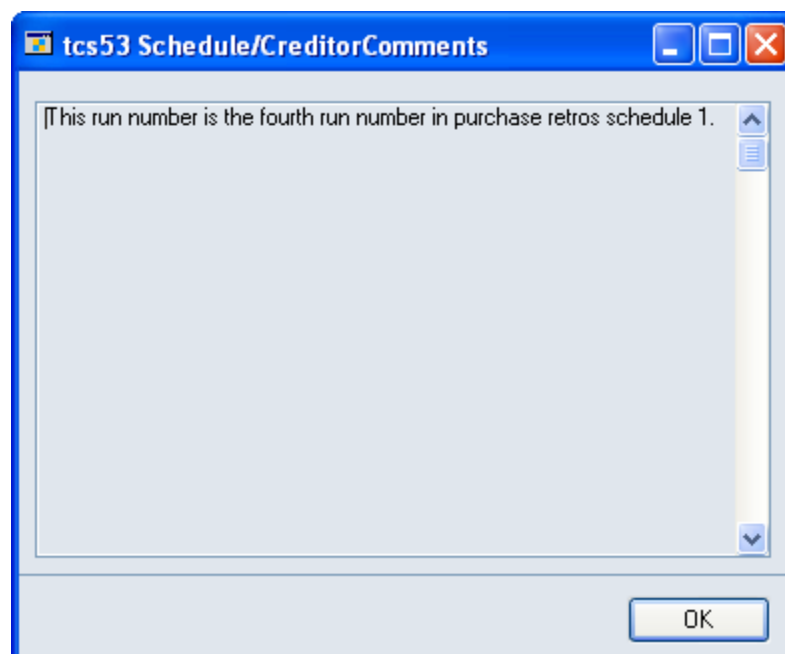 tcs53 Schedule/CreditorComments
This run number is the fourth run number in purchase retros schedule 1.
OK